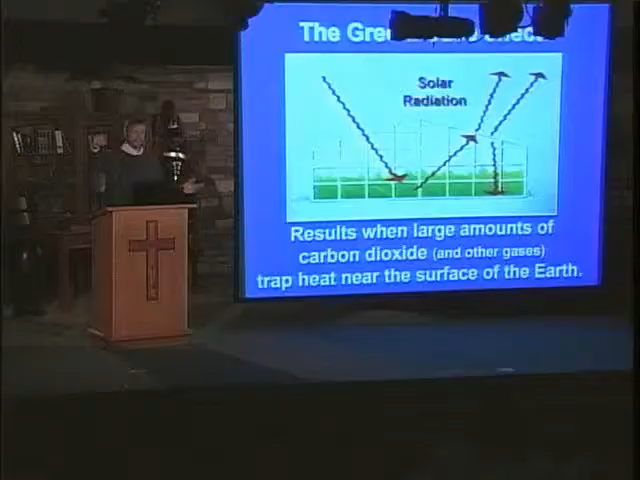 The Gre
Solar
Radiation
Results when large amounts of
carbon dioxide (and other gases)
trap heat near the surface of the Earth.